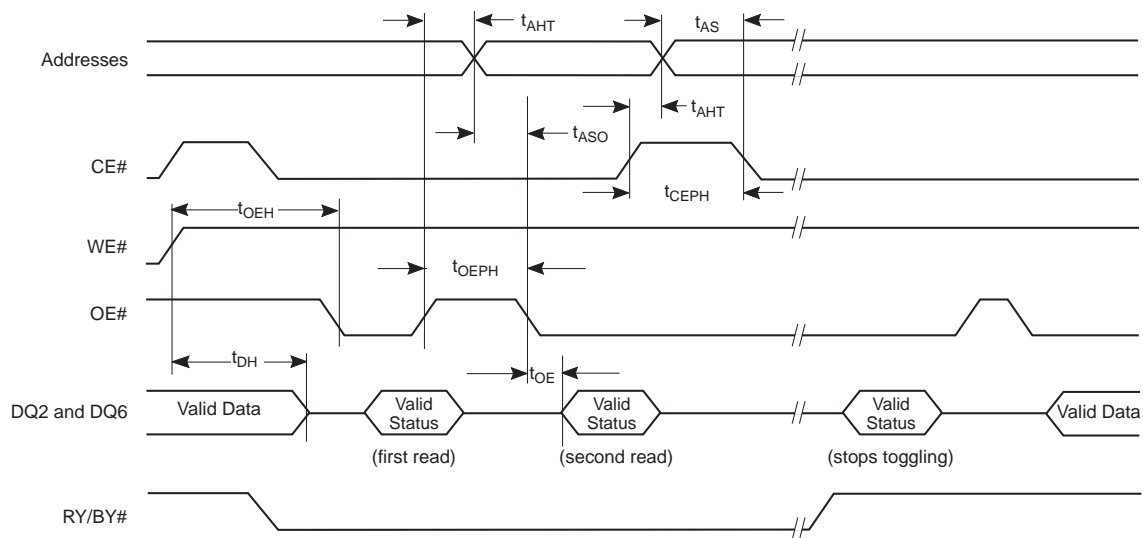 tAHT
tAS
Addresses
tAHT
tASO
CE#
tCEPH
tOEH
WE#
tOEPH
OE#
tDH
tOE
DQ2 and DQ6
Valid Data
Valid
Status
Valid
Status
Valid
Status
Valid Data
(first read)
(second read)
(stops toggling)
RY/BY#